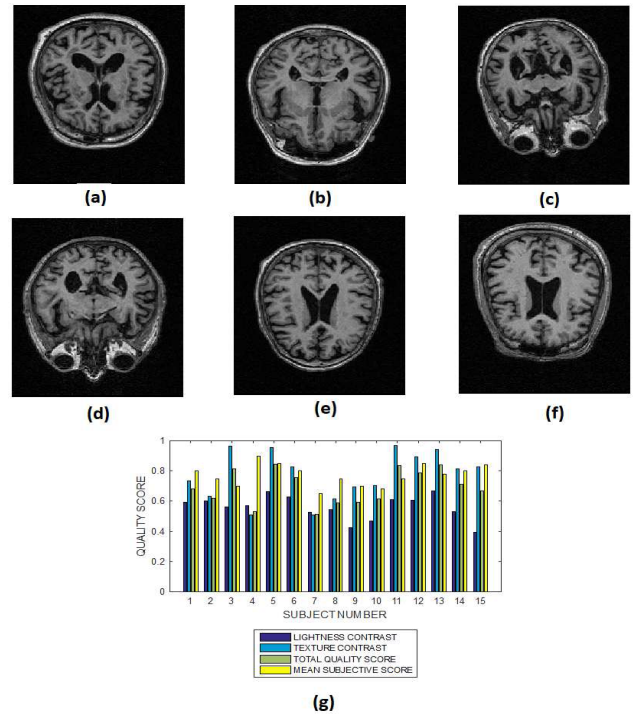 (a)
(b)
(c)
(d)
(e)
(f)
1
0.8
0.6
0.4
0.2
0
QUALITY SCORE
1 2 3 4 5 6 7 8 9 10 11 12 13 14 15
SUBJECT NUMBER
LIGHTNESS CONTRAST
TEXTURE CONTRAST
TOTAL QUALITY SCORE
MEAN SUBJECTIVE SCORE
(g)